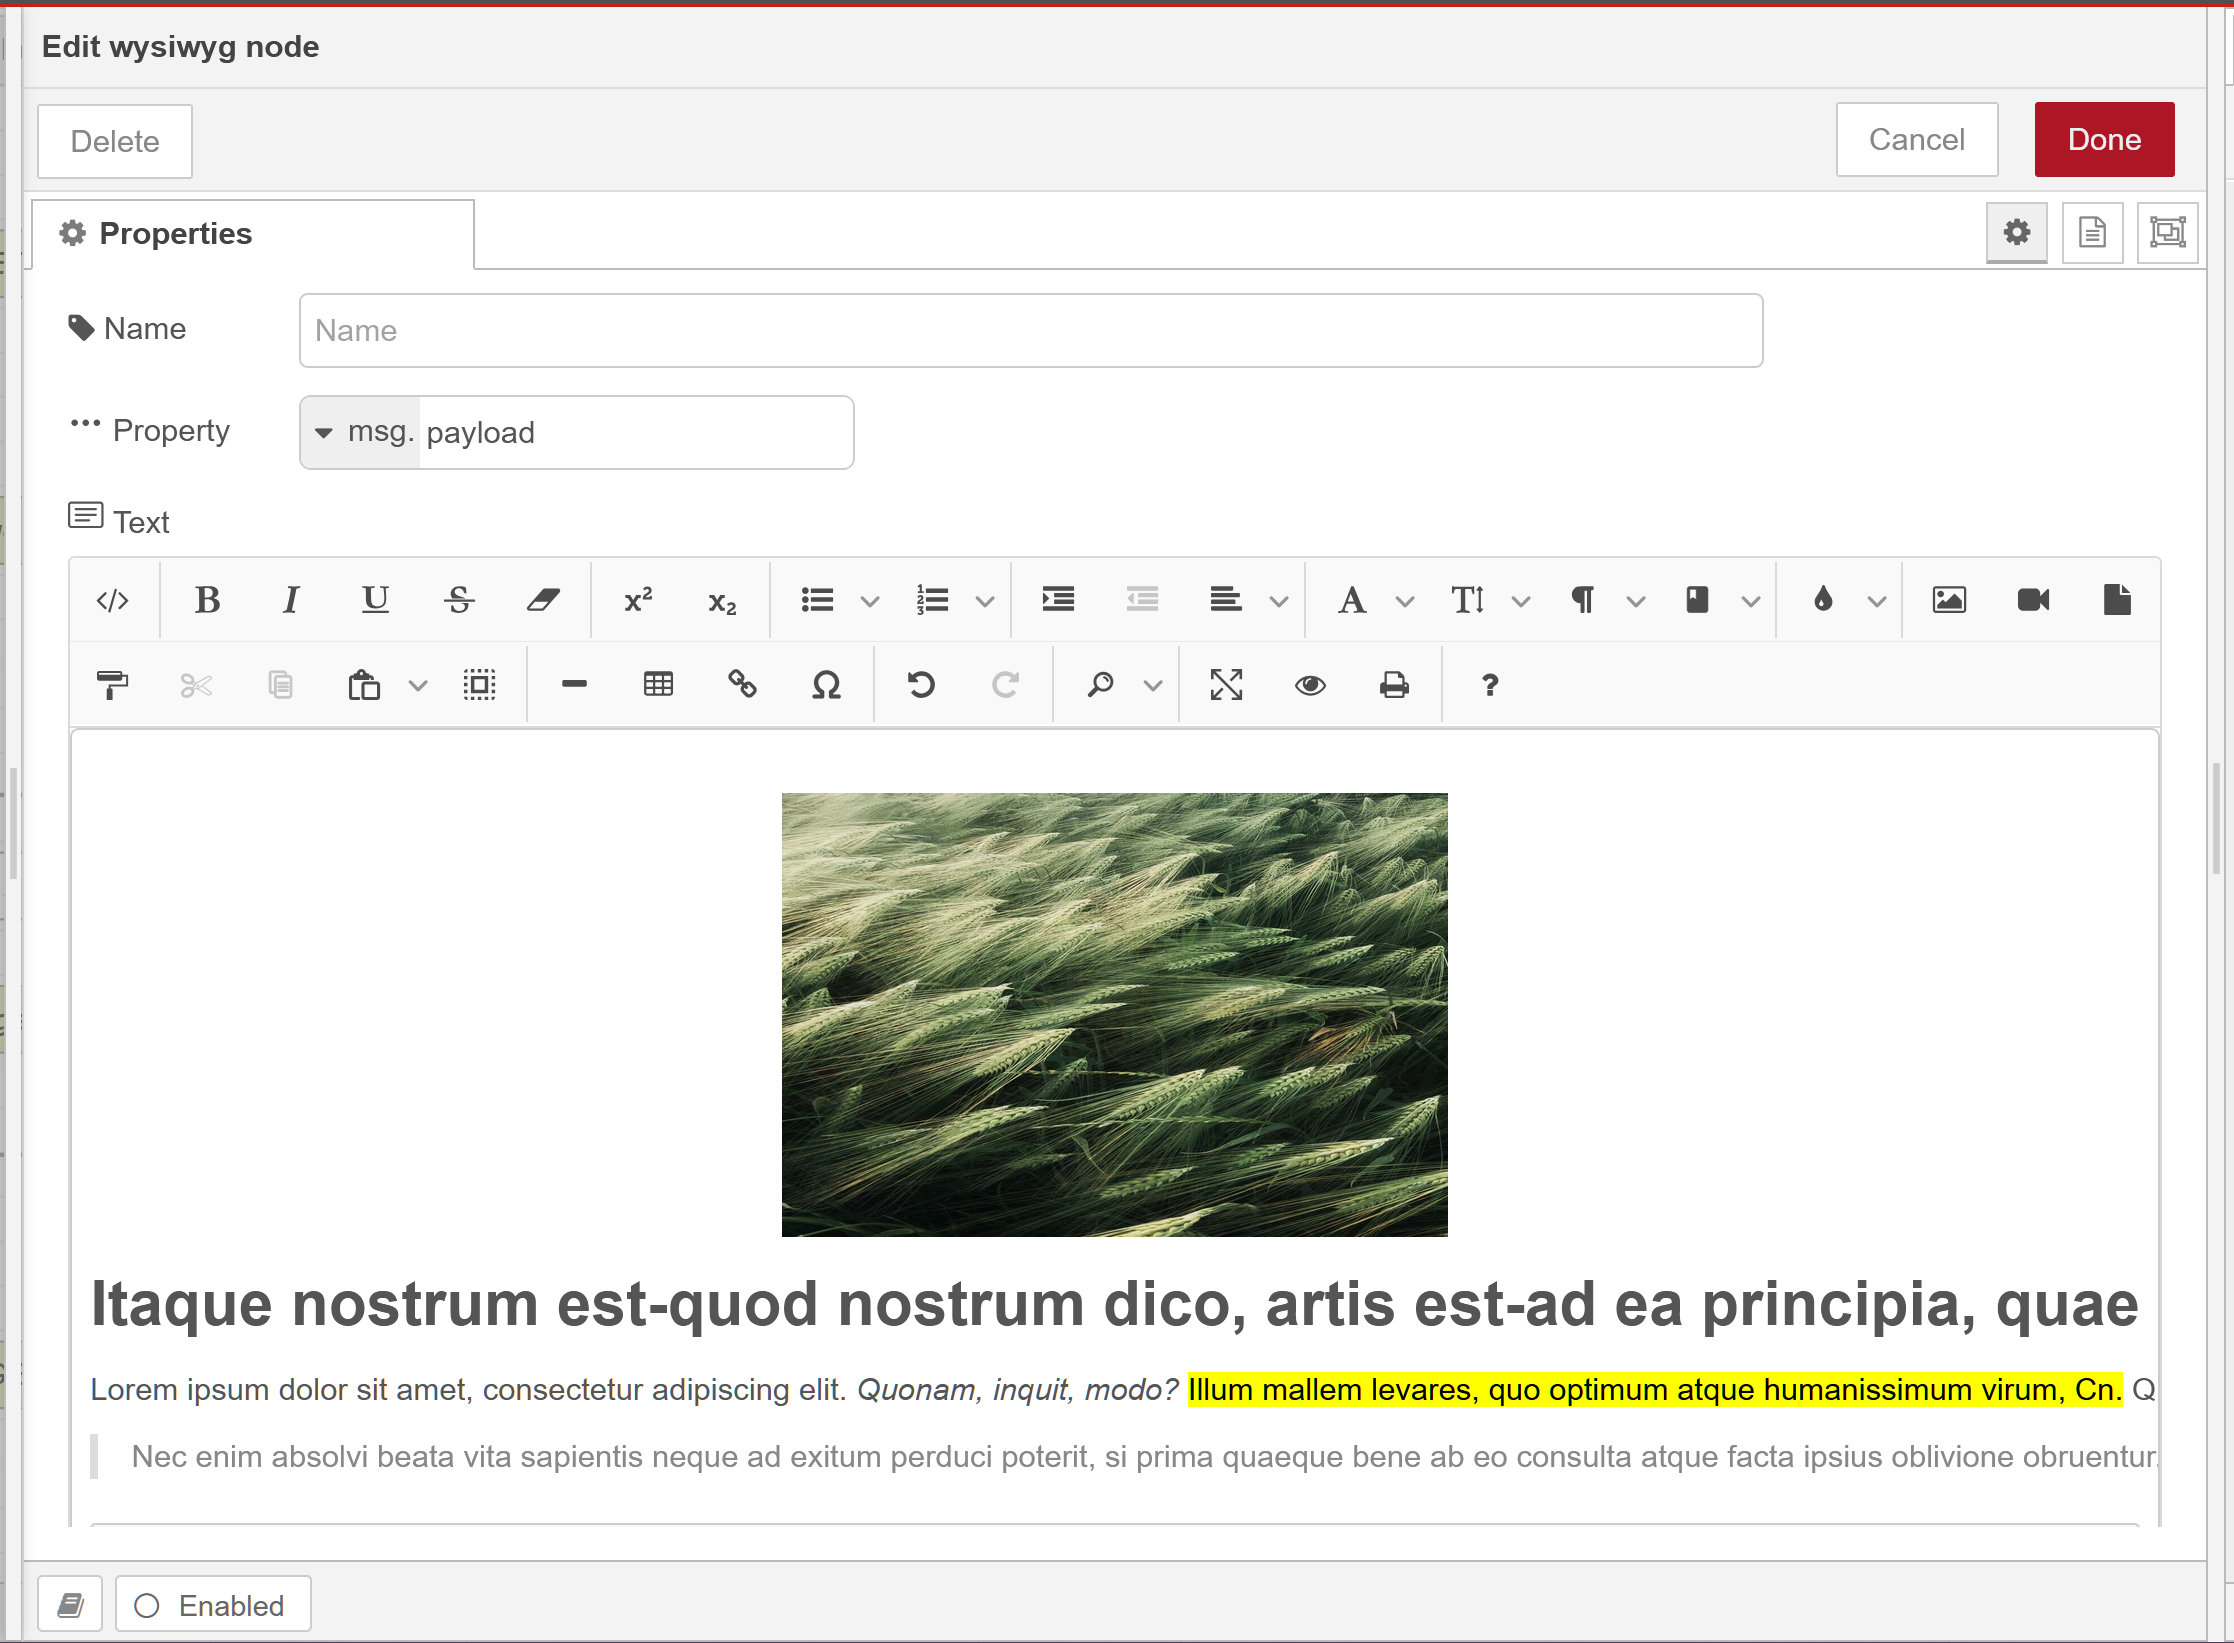 Edit wysiwyg node
Delete
Cancel
Done
Properties
Name
Name
Property
msg.
payload
Text
Itaque nostrum est-quod nostrum dico, artis est-ad ea principia, quae
Lorem ipsum dolor sit amet, consectetur adipiscing elit. Quonam, inquit, modo? Illum mallem levares, quo optimum atque humanissimum virum, Cn. Q
Nec enim absolvi beata vita sapientis neque ad exitum perduci poterit, si prima quaeque bene ab eo consulta atque facta ipsius oblivione obruentur.
Enabled